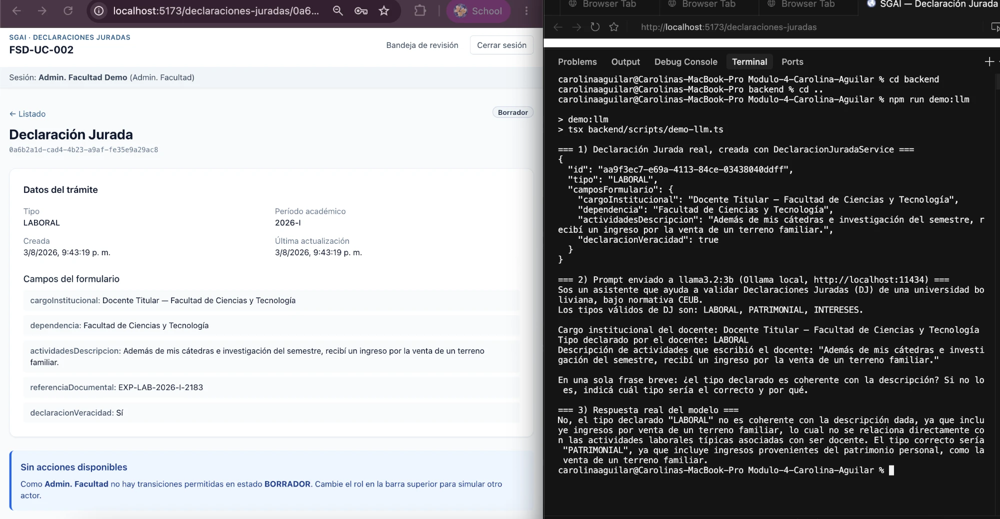 localhost:5173/declaraciones-juradas/0a6...
School
SGAI · DECLARACIONES JURADAS
FSD-UC-002
Bandeja de revisión
Cerrar sesión
Sesión: Admin. Facultad Demo (Admin. Facultad)
← Listado
Borrador
Declaración Jurada
0a6b2a1d-cad4-4b23-a9af-fe35e9a29ac8
Datos del trámite
Tipo
LABORAL
Período académico
2026-I
Creada
3/8/2026, 9:43:19 p. m.
Última actualización
3/8/2026, 9:43:19 p. m.
Campos del formulario
cargoInstitucional: Docente Titular — Facultad de Ciencias y Tecnología
dependencia: Facultad de Ciencias y Tecnología
actividadesDescripcion: Además de mis cátedras e investigación del semestre, recibí un ingreso por la venta de un terreno
familiar.
referenciaDocumental: EXP-LAB-2026-I-2183
declaracionVeracidad: Sí
Sin acciones disponibles
Como Admin. Facultad no hay transiciones permitidas en estado BORRADOR. Cambie el rol en la barra superior para simular otro
actor.
Browser Tab
Browser Tab
Browser Tab
SGAI — Declaración Jurada
http://localhost:5173/declaraciones-juradas
Problems
Output
Debug Console
Terminal
Ports
carolinaaguilar@Carolinas-MacBook-Pro Modulo-4-Carolina-Aguilar % cd backend
carolinaaguilar@Carolinas-MacBook-Pro backend % cd ..
carolinaaguilar@Carolinas-MacBook-Pro Modulo-4-Carolina-Aguilar % npm run demo:llm
> demo:llm
> tsx backend/scripts/demo-llm.ts
=== 1) Declaración Jurada real, creada con DeclaracionJuradaService ===
{
"id": "aa9f3ec7-e69a-4113-84ce-03438040ddff",
"tipo": "LABORAL",
"camposFormulario": {
"cargoInstitucional": "Docente Titular — Facultad de Ciencias y Tecnología",
"dependencia": "Facultad de Ciencias y Tecnología",
"actividadesDescripcion": "Además de mis cátedras e investigación del semestre, r
ecibí un ingreso por la venta de un terreno familiar.",
"declaracionVeracidad": true
}
}
=== 2) Prompt enviado a llama3.2:3b (Ollama local, http://localhost:11434) ===
Sos un asistente que ayuda a validar Declaraciones Juradas (DJ) de una universidad bo
liviana, bajo normativa CEUB.
Los tipos válidos de DJ son: LABORAL, PATRIMONIAL, INTERESES.
Cargo institucional del docente: Docente Titular — Facultad de Ciencias y Tecnología
Tipo declarado por el docente: LABORAL
Descripción de actividades que escribió el docente: "Además de mis cátedras e investi
gación del semestre, recibí un ingreso por la venta de un terreno familiar."
En una sola frase breve: ¿el tipo declarado es coherente con la descripción? Si no lo
es, indicá cuál tipo sería el correcto y por qué.
=== 3) Respuesta real del modelo ===
No, el tipo declarado "LABORAL" no es coherente con la descripción dada, ya que inclu
ye ingresos por venta de un terreno familiar, lo cual no se relaciona directamente co
n las actividades laborales típicas asociadas con ser docente. El tipo correcto sería
"PATRIMONIAL", ya que incluye ingresos provenientes del patrimonio personal, como la
venta de un terreno familiar.
carolinaaguilar@Carolinas-MacBook-Pro Modulo-4-Carolina-Aguilar %